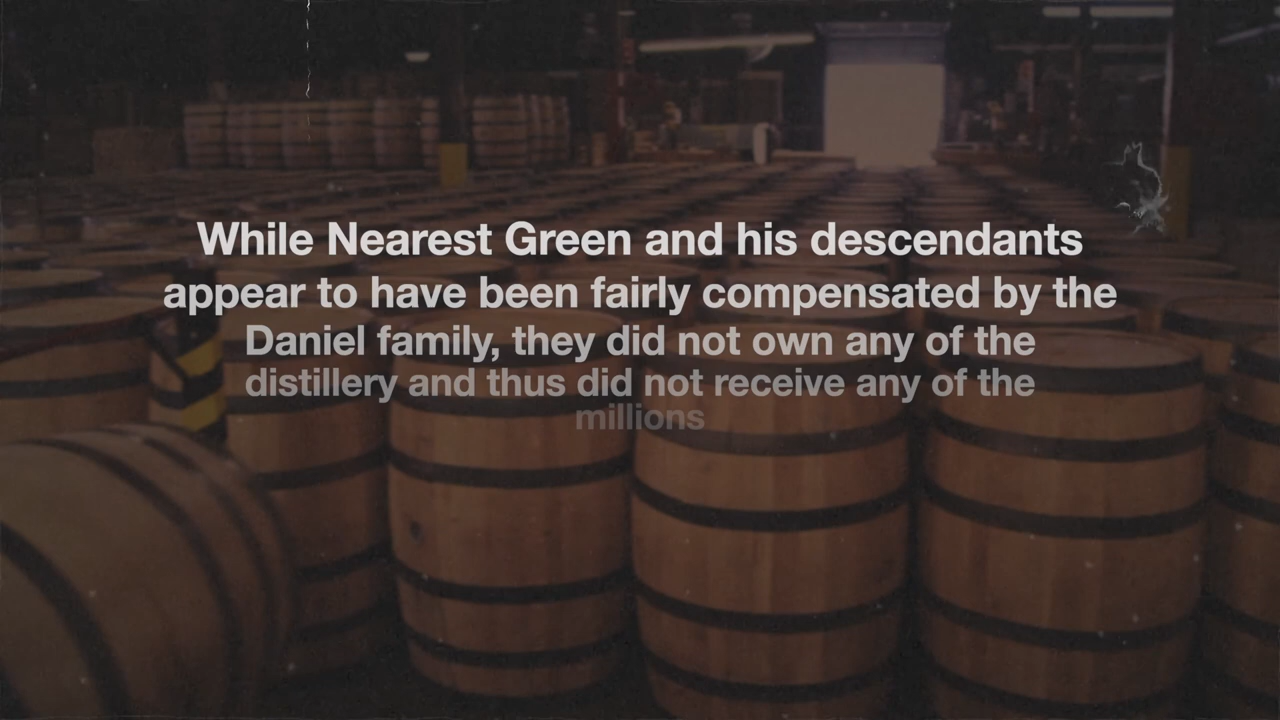 While Nearest Green and his descendants
appear to have been fairly compensated by the
Daniel family, they did not own any of the
distillery and thus did not receive any of the
millions